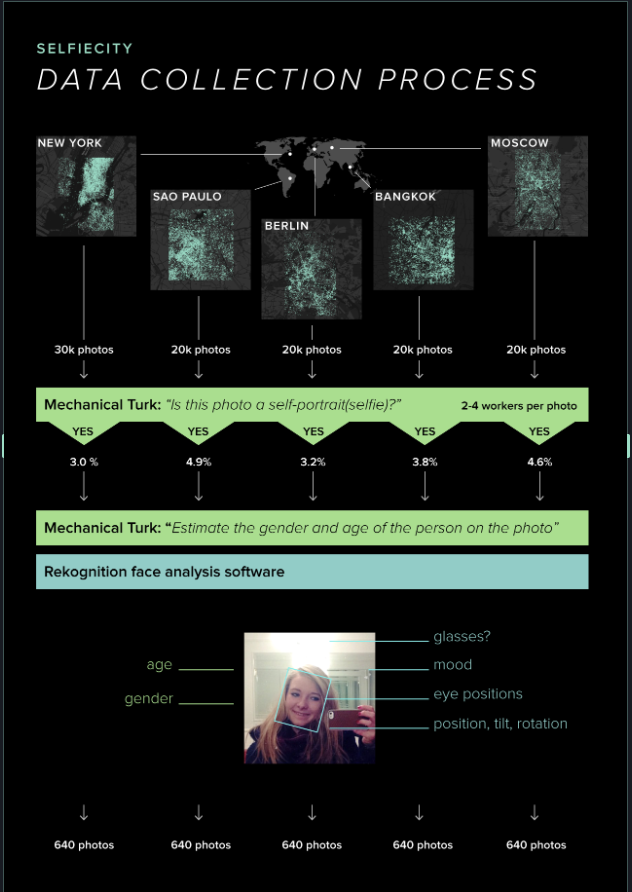 SELFIECITY
DATA COLLECTION PROCESS
NEW YORK
MOSCOW
SAO PAULO
BANGKOK
BERLIN
30k photos 20k photos 20k photos 20k photos 20k photos
Mechanical Turk: “Is this photo a self-portrait(selfie)?” 2-4 workers per photo
YES YES YES YES YES
3.0 % 4.9% 3.2% 3.8% 4.6%
Mechanical Turk: “Estimate the gender and age of the person on the photo”
Rekognition face analysis software
glasses?
age
mood
gender
eye positions
position, tilt, rotation
640 photos 640 photos 640 photos 640 photos 640 photos